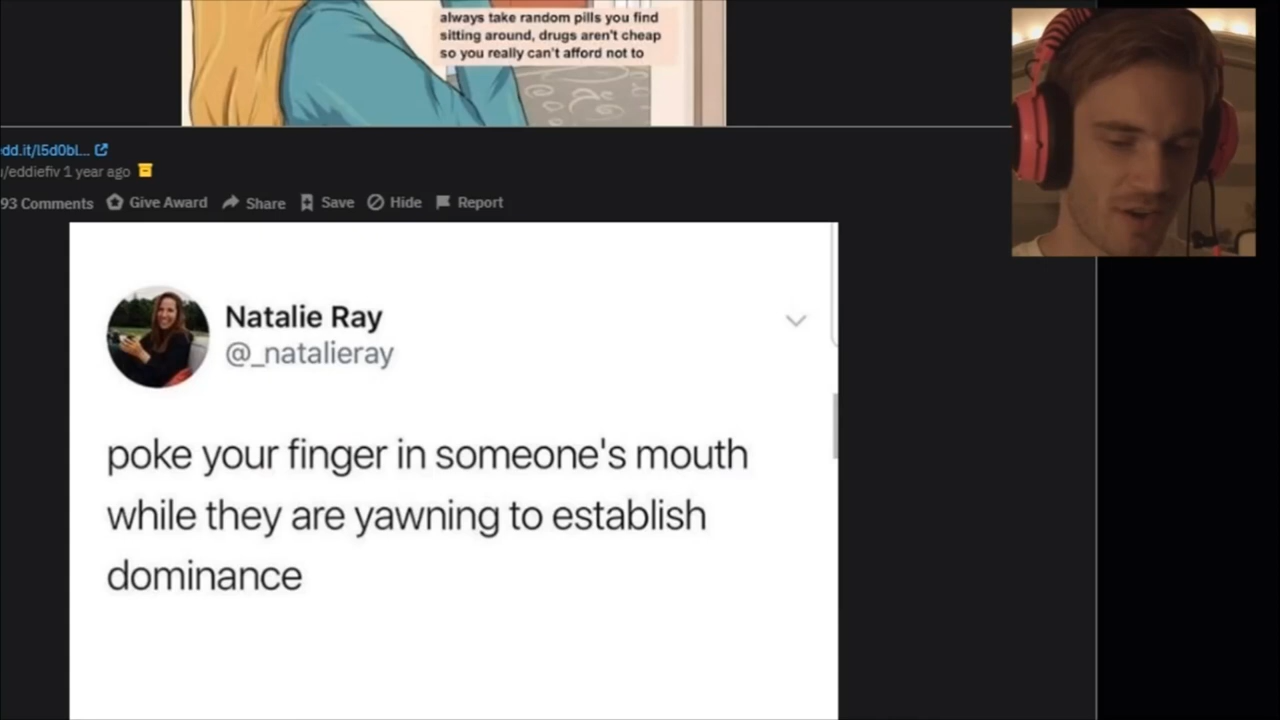 always take random pills you find
sitting around, drugs aren't cheap
so you really can't afford not to
dd.it/l5d0bl...
/eddiefiv 1 year ago
93 Comments Give Award Share Save Hide Report
Natalie Ray
@_natalieray
poke your finger in someone's mouth
while they are yawning to establish
dominance